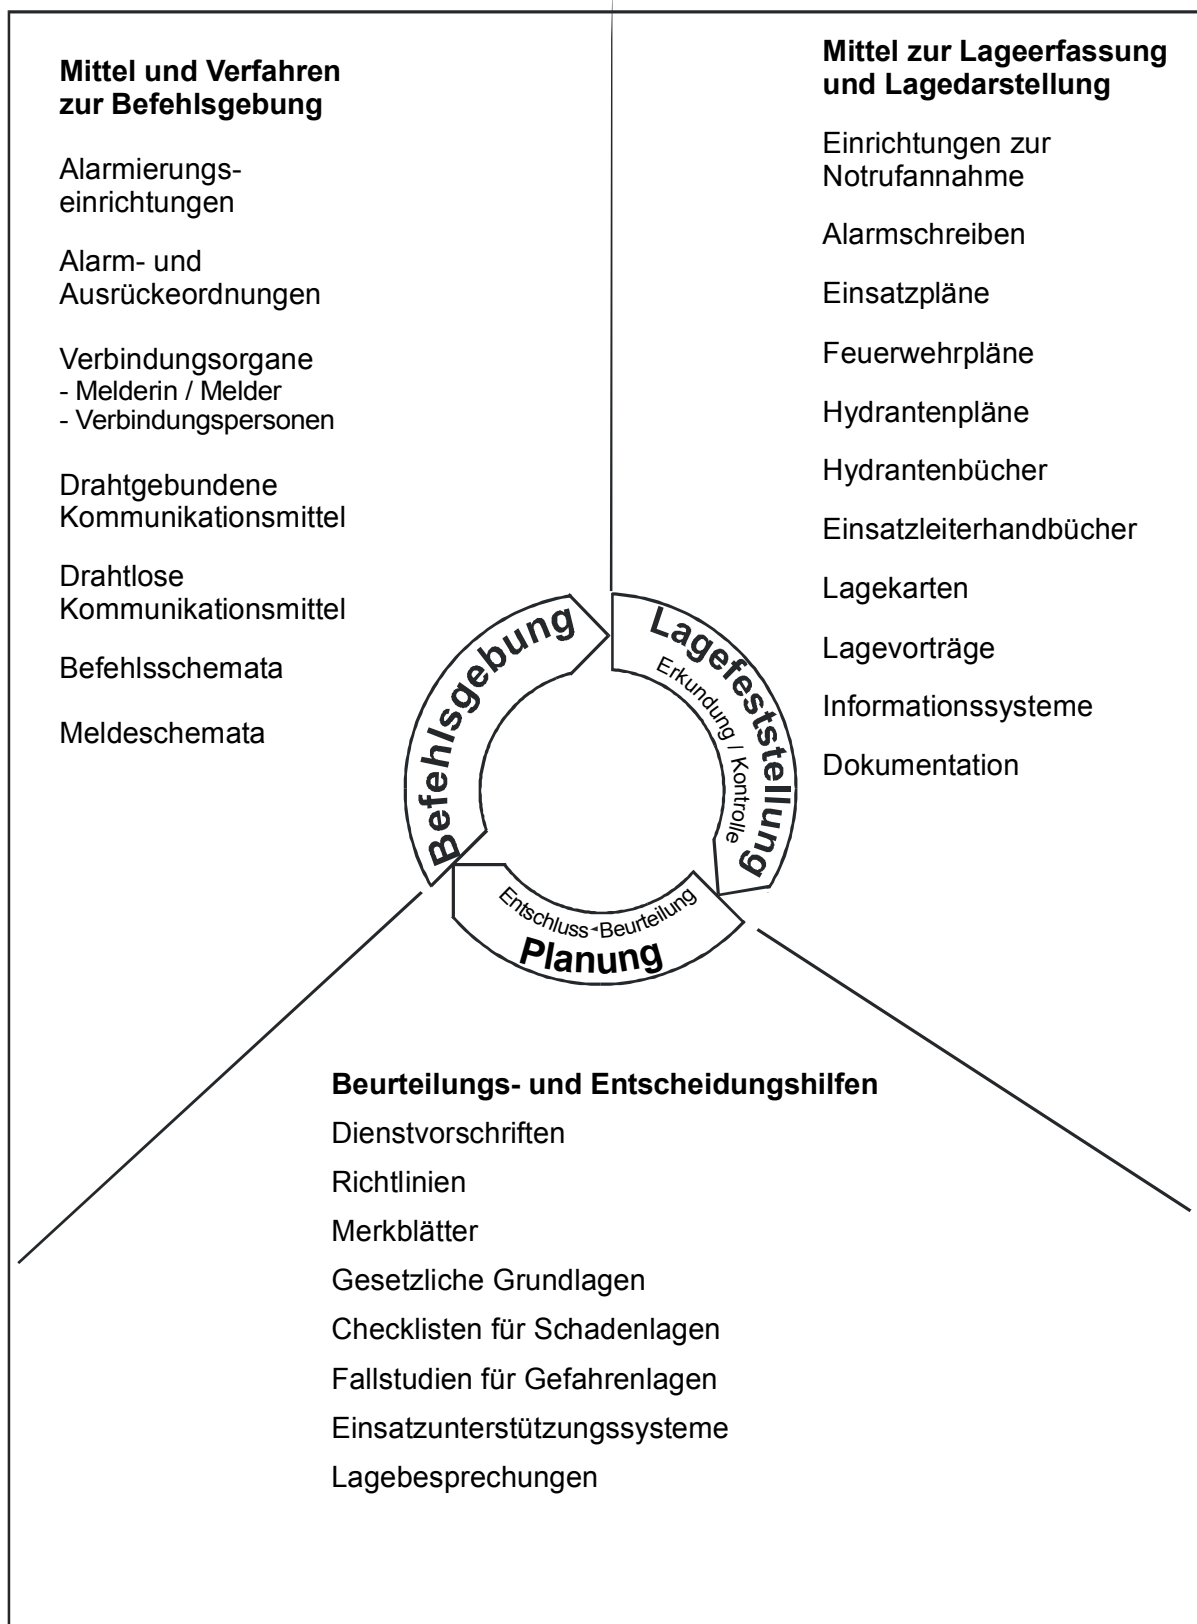 Mittel und Verfahren
zur Befehlsgebung
Alarmierungs-
einrichtungen
Alarm- und
Ausrückeordnungen
Verbindungsorgane
- Melderin / Melder
- Verbindungspersonen
Drahtgebundene
Kommunikationsmittel
Drahtlose
Kommunikationsmittel
Befehlsschemata
Meldeschemata
Mittel zur Lageerfassung
und Lagedarstellung
Einrichtungen zur
Notrufannahme
Alarmschreiben
Einsatzpläne
Feuerwehrpläne
Hydrantenpläne
Hydrantenbücher
Einsatzleiterhandbücher
Lagekarten
Lagevorträge
Informationssysteme
Dokumentation
Befehlsgebung
Lagefeststellung
Erkundung / Kontrolle
Entschluss Beurteilung
Planung
Beurteilungs- und Entscheidungshilfen
Dienstvorschriften
Richtlinien
Merkblätter
Gesetzliche Grundlagen
Checklisten für Schadenlagen
Fallstudien für Gefahrenlagen
Einsatzunterstützungssysteme
Lagebesprechungen